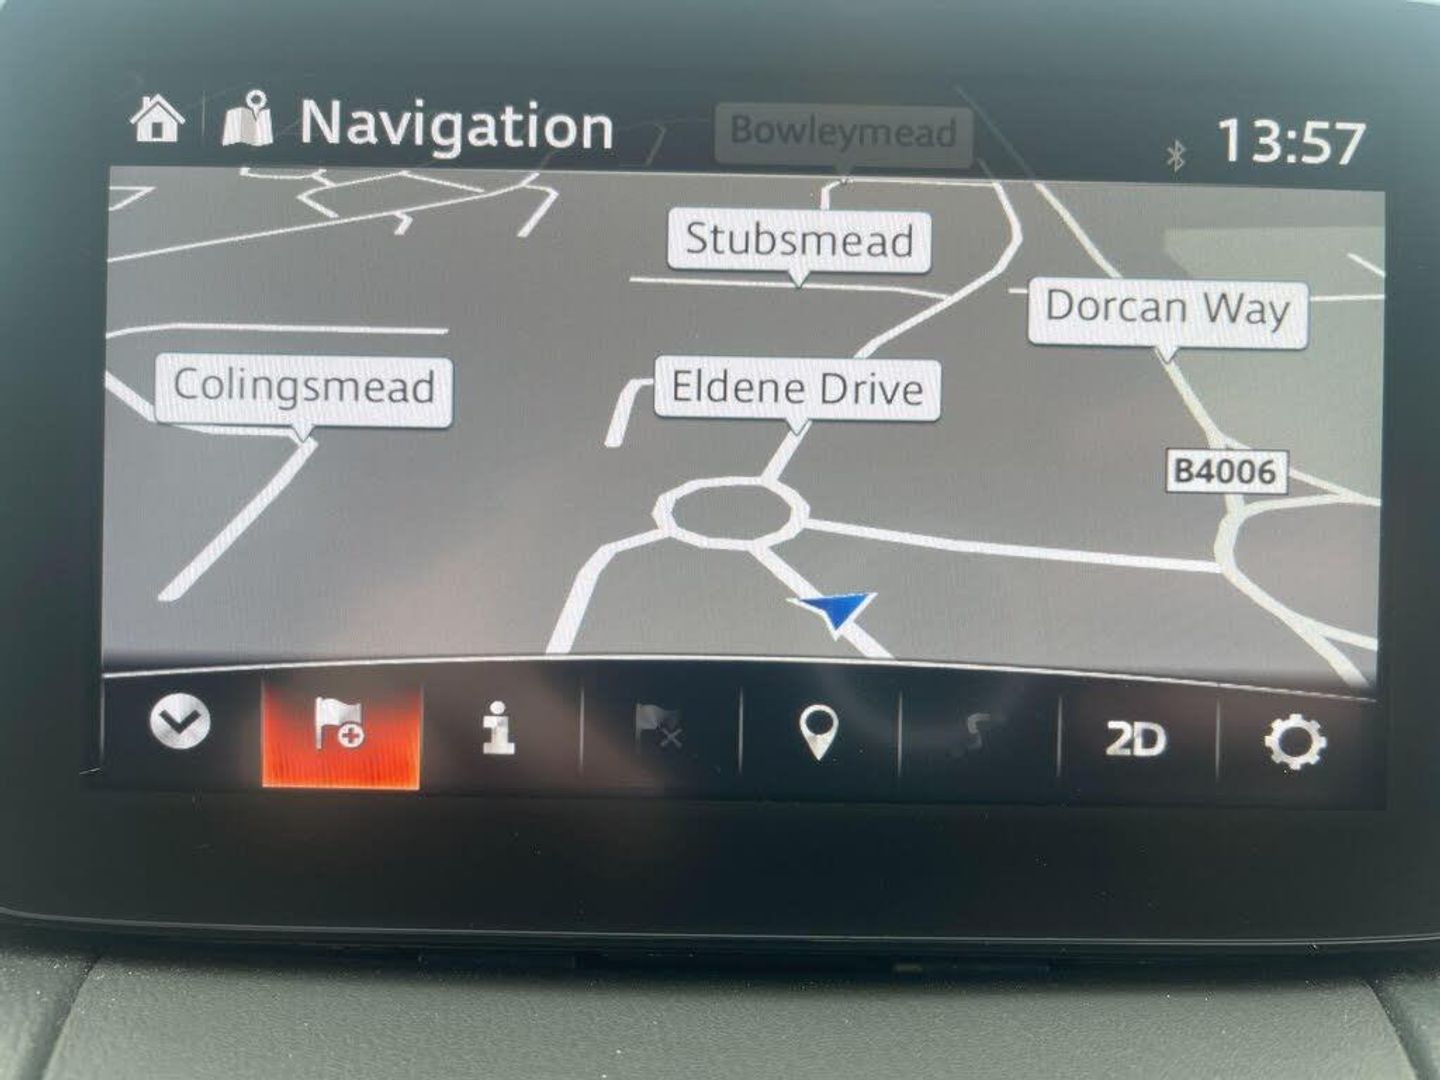 Navigation
Bowleymead
13:57
Stubsmead
Dorcan Way
Colingsmead
Eldene Drive
B4006
2D